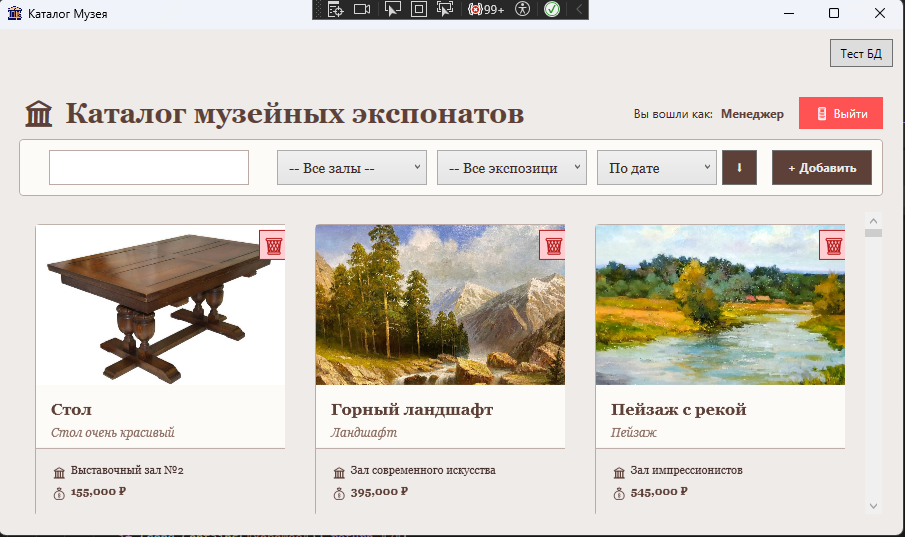 Каталог Музея
99+
Тест БД
Каталог музейных экспонатов
Вы вошли как: Менеджер
Выйти
-- Все залы --
-- Все экспозици
По дате
+ Добавить
Стол
Стол очень красивый
Выставочный зал №2
155,000 ₽
Горный ландшафт
Ландшафт
Зал современного искусства
395,000 ₽
Пейзаж с рекой
Пейзаж
Зал импрессионистов
545,000 ₽